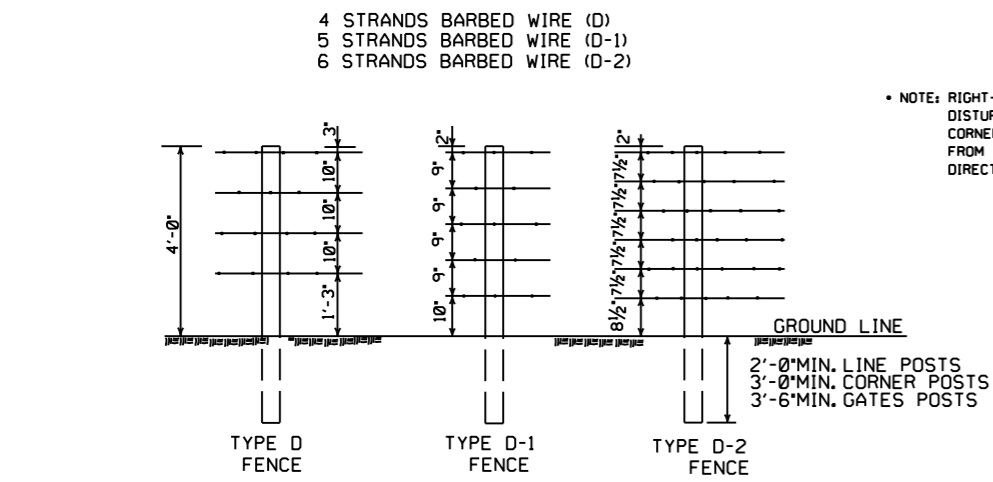 4 STRANDS BARBED WIRE (D)
5 STRANDS BARBED WIRE (D-1)
6 STRANDS BARBED WIRE (D-2)
• NOTE: RIGHT-
DISTUR
CORNER
FROM
DIRECT
4'-0"
3"
10"
10"
10"
1'-3"
2"
9"
9"
9"
9"
10"
2"
7½"
7½"
7½"
7½"
7½"
8½"
GROUND LINE
2'-0"MIN. LINE POSTS
3'-0"MIN. CORNER POSTS
3'-6"MIN. GATES POSTS
TYPE D
FENCE
TYPE D-1
FENCE
TYPE D-2
FENCE